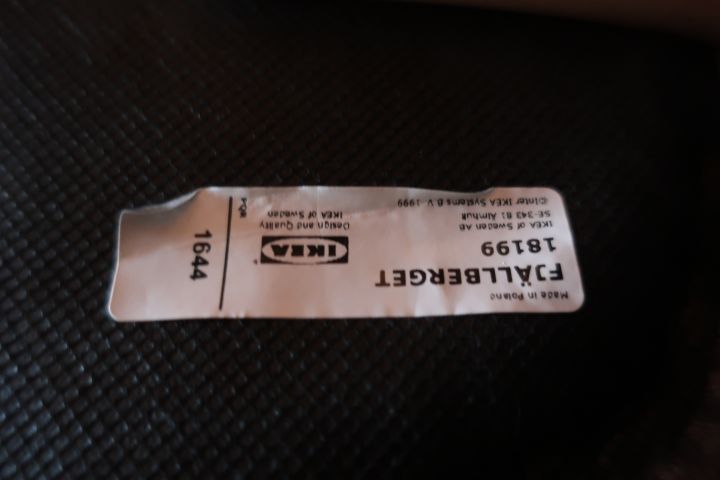 Made in Poland
FJÄLLBERGET
18199
IKEA of Sweden AB
SE-343 81 Älmhult
©Inter IKEA Systems B.V. 1999
IKEA®
Design and Quality
IKEA of Sweden
PQR
1644